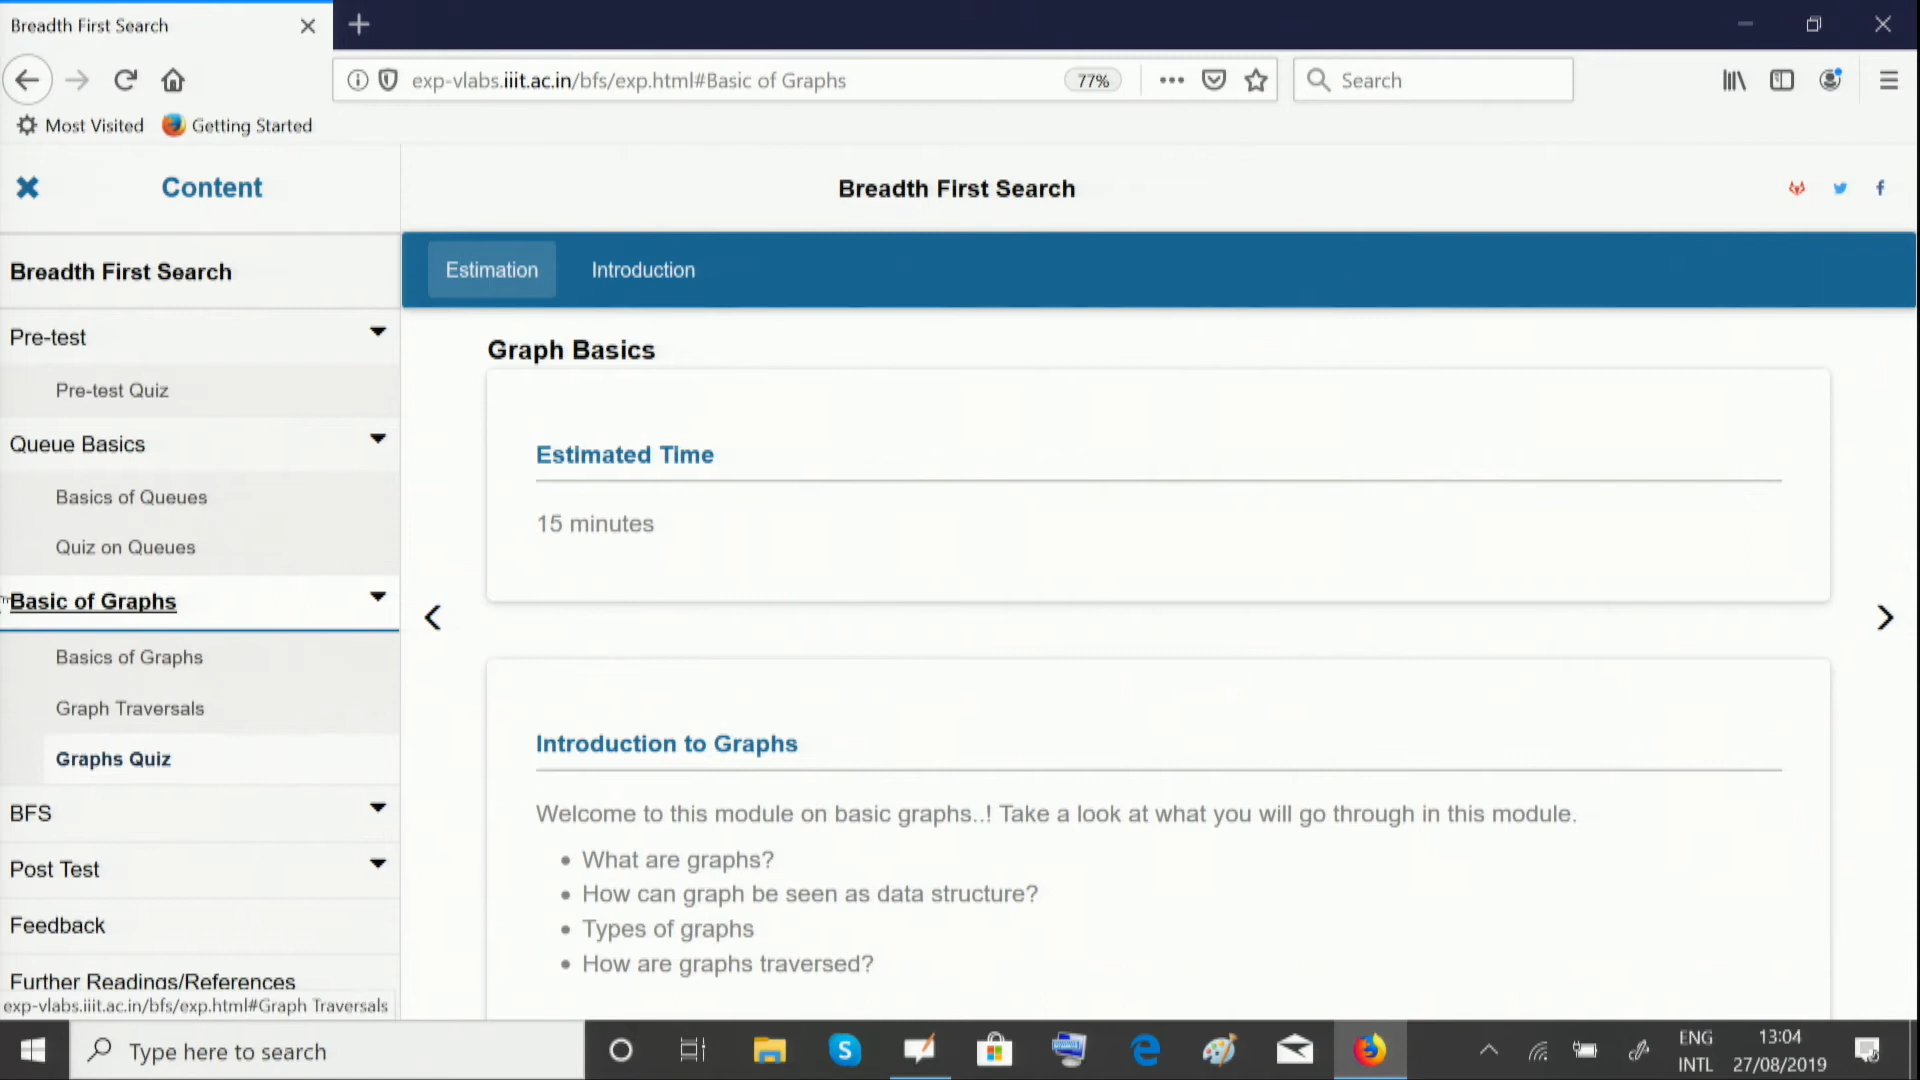 Breadth First Search
exp-vlabs.iiit.ac.in/bfs/exp.html#Basic of Graphs
77%
Search
Most Visited
Getting Started
Content
Breadth First Search
Breadth First Search
Estimation
Introduction
Pre-test
Pre-test Quiz
Queue Basics
Basics of Queues
Quiz on Queues
Basic of Graphs
Basics of Graphs
Graph Traversals
Graphs Quiz
BFS
Post Test
Feedback
Further Readings/References
exp-vlabs.iiit.ac.in/bfs/exp.html#Graph Traversals
Graph Basics
Estimated Time
15 minutes
Introduction to Graphs
Welcome to this module on basic graphs..! Take a look at what you will go through in this module.
What are graphs?
How can graph be seen as data structure?
Types of graphs
How are graphs traversed?
Type here to search
ENG
INTL
13:04
27/08/2019